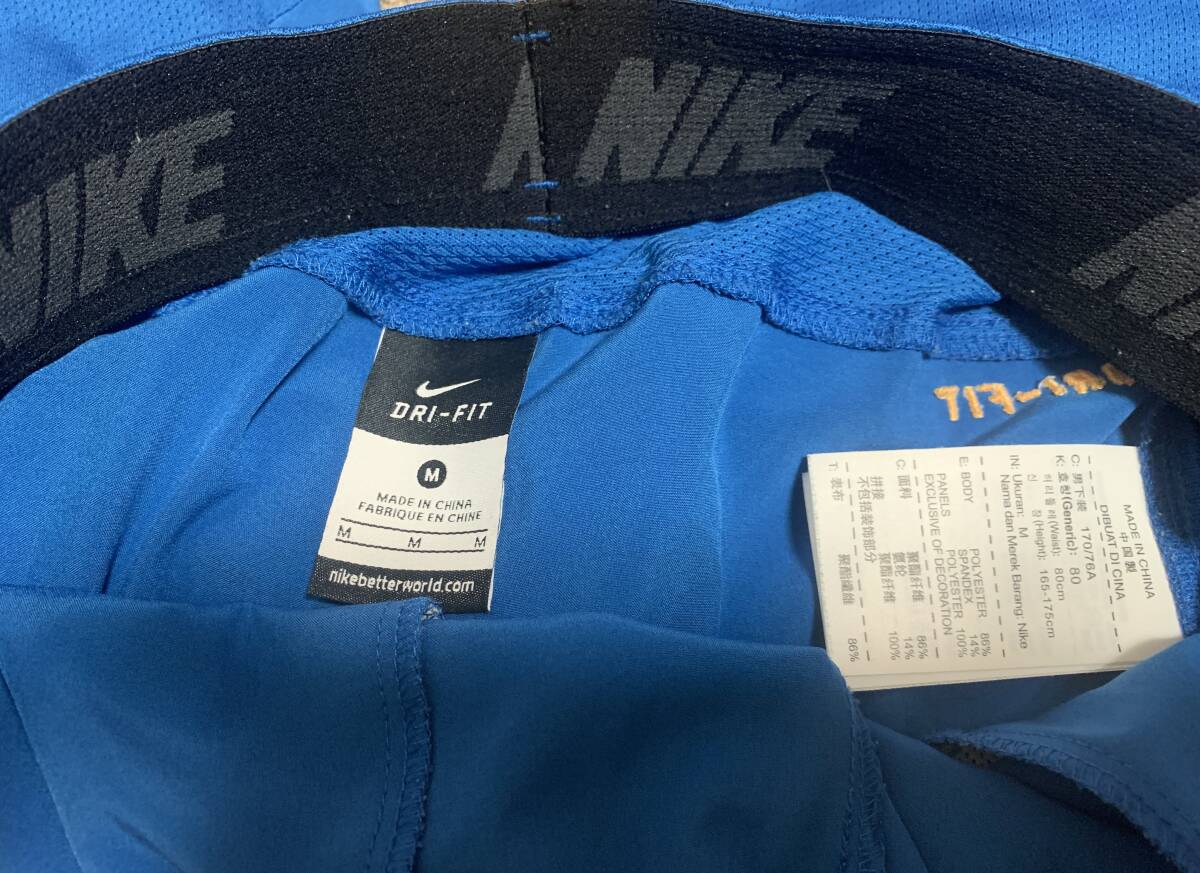 NIKE
NIKE
DRI-FIT
M
MADE IN CHINA
FABRIQUE EN CHINE
M M M
nikebetterworld.com
MADE IN CHINA
中国製
DIBUAT DI CINA
C: 男下装 170/76A
K: 호칭(Generic): 80
허리둘레(Waist): 80cm
신 장(Height): 165-175cm
IN: Ukuran: M
Nama dan Merek Barang: Nike
E: BODY POLYESTER 86%
SPANDEX 14%
PANELS POLYESTER 100%
EXCLUSIVE OF DECORATION
C: 面料 聚酯纤维 86%
氨纶 14%
拼接 聚酯纤维 100%
不包括装饰部分
T: 表布 聚酯纖維 86%